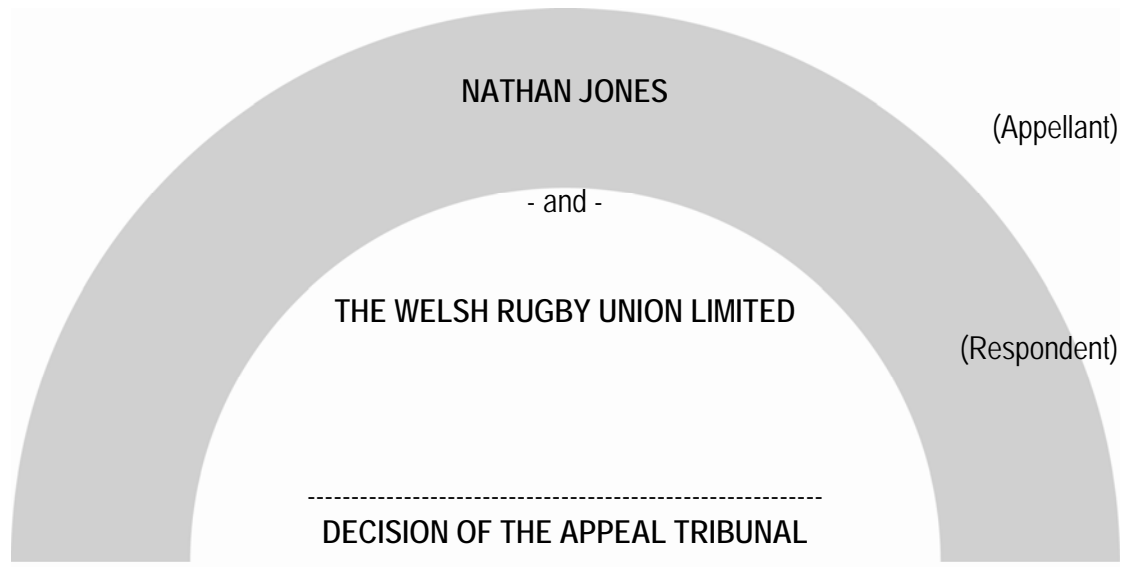 NATHAN JONES
(Appellant)
- and -
THE WELSH RUGBY UNION LIMITED
(Respondent)
-----------------------------------------------------------
DECISION OF THE APPEAL TRIBUNAL